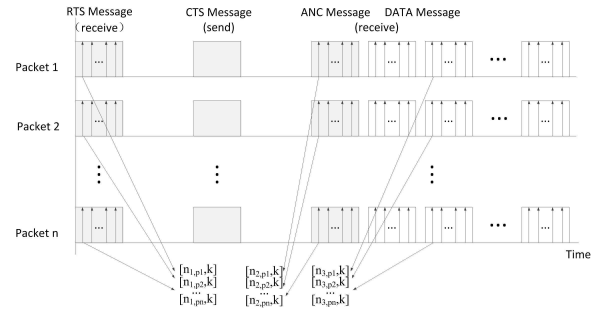 RTS Message CTS Message ANC Message DATA Message
（receive） (send) (receive)
Packet 1 ... ... ... ... ... ...
Packet 2 ... ... ... ... ...
⋮ ⋮ ⋮
Packet n ... ... ... ... ... ...
Time
[n1,p1,k] [n2,p1,k] [n3,p1,k]
[n1,p2,k] [n2,p2,k] [n3,p2,k]
... ... ...
[n1,pn,k] [n2,pn,k] [n3,pn,k]